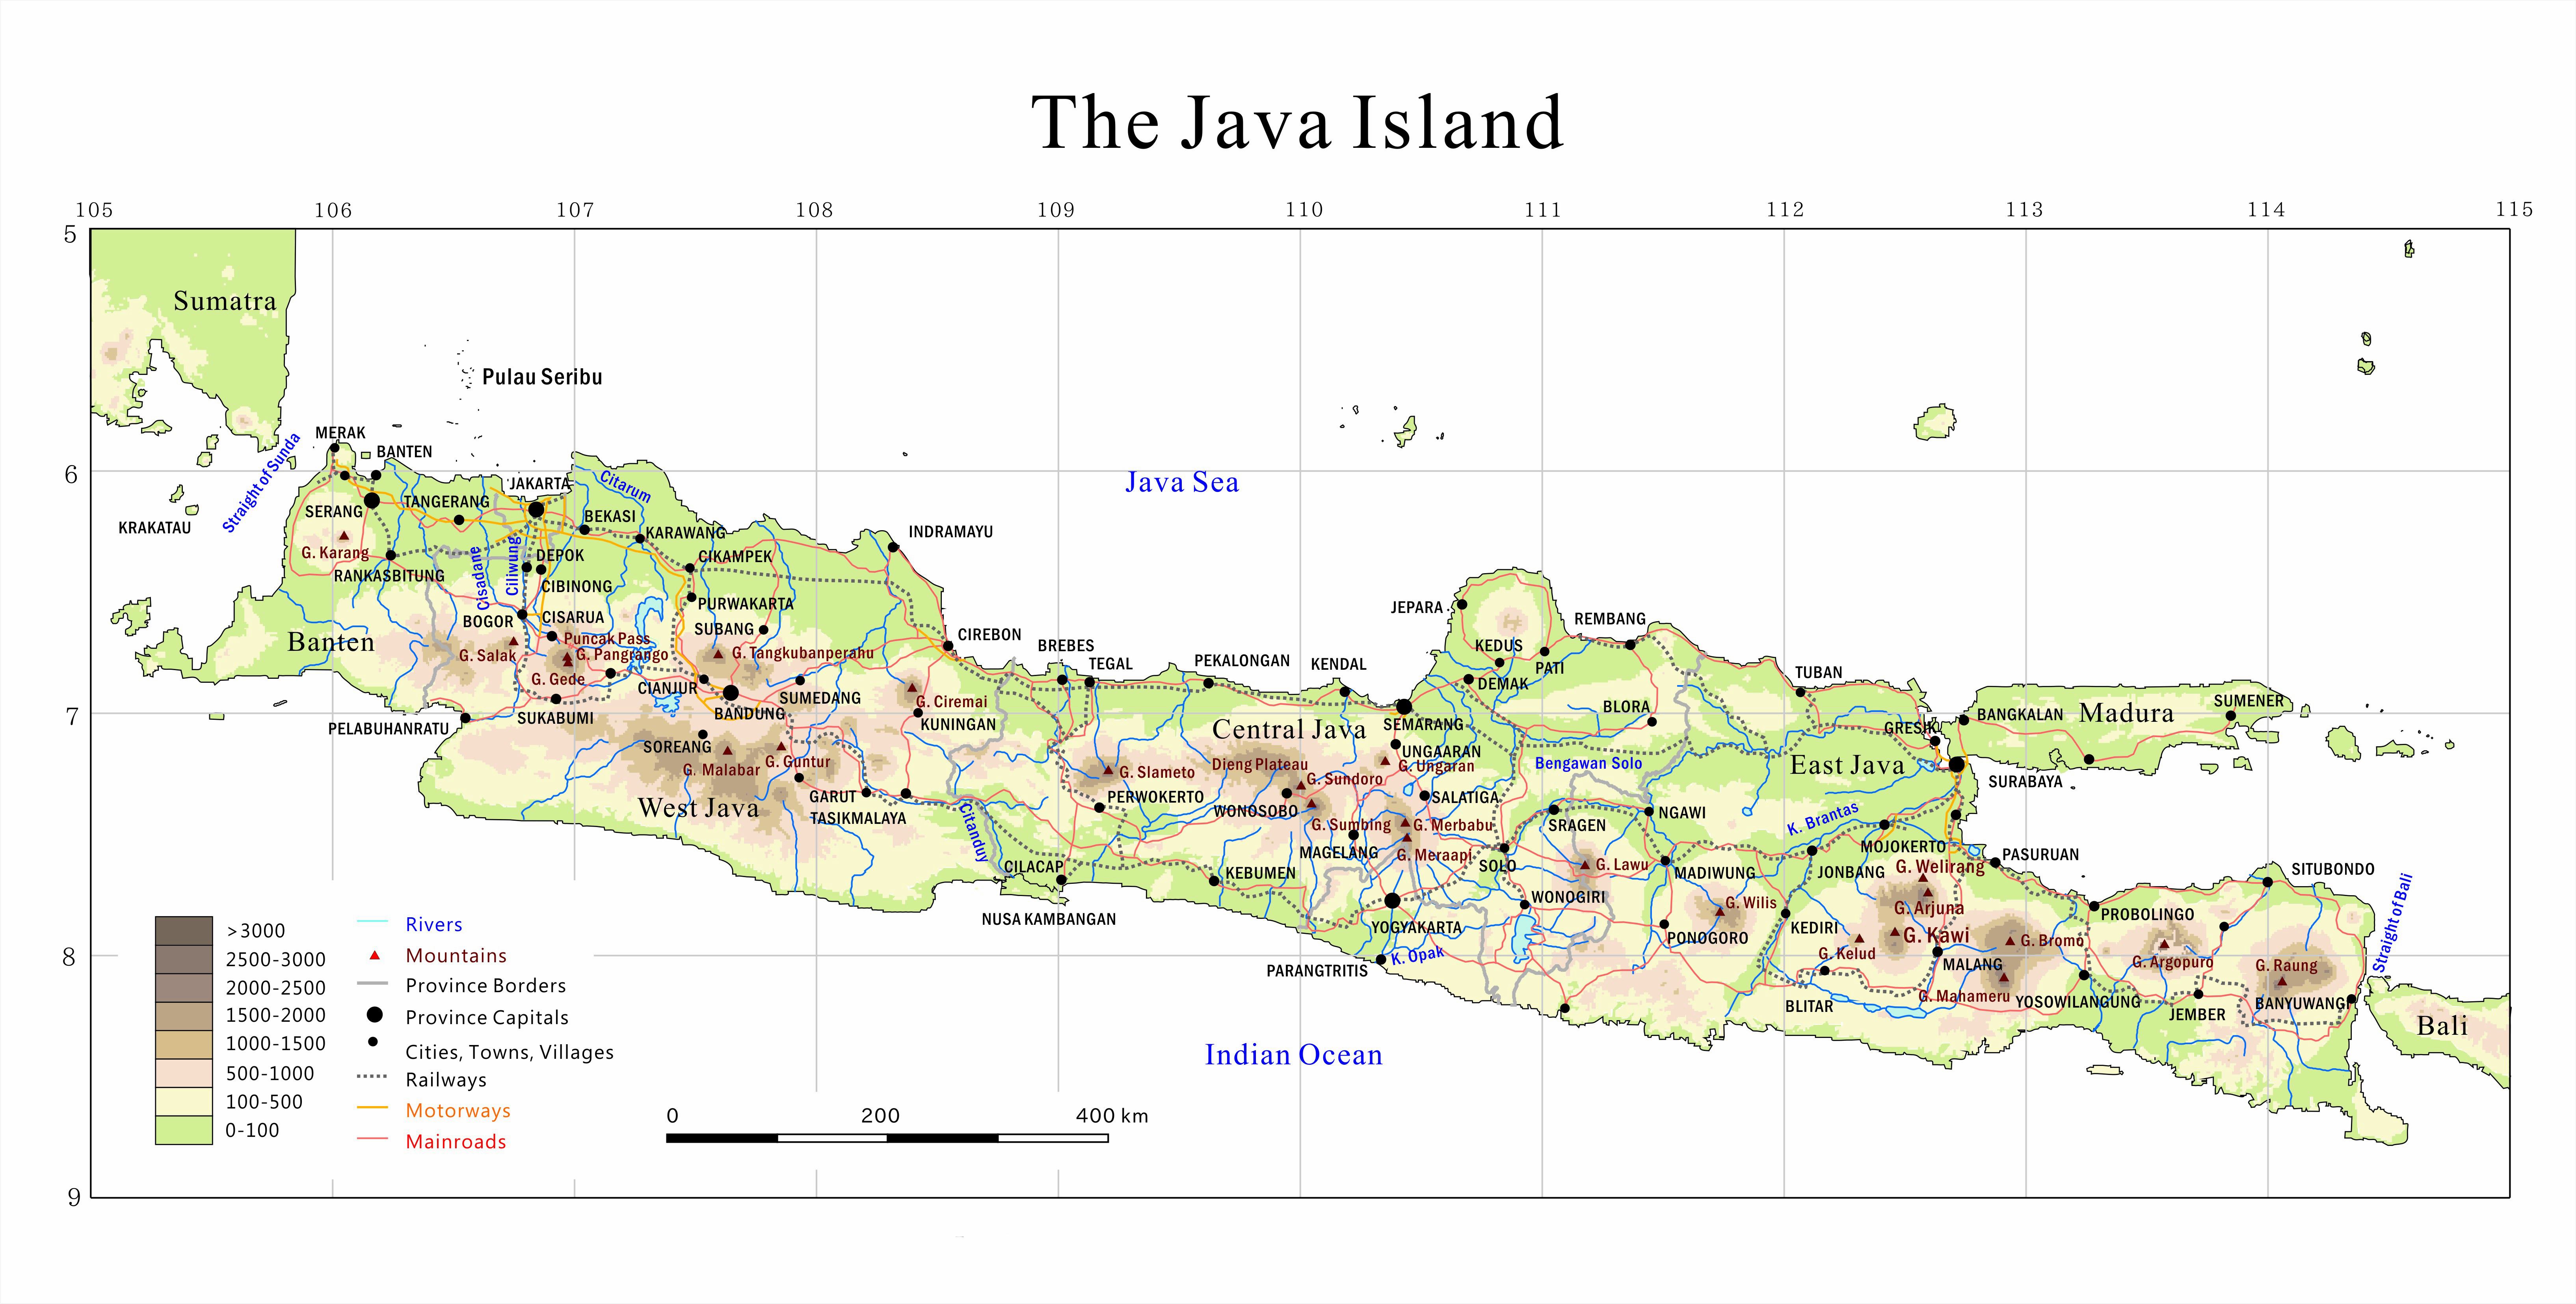 The Java Island
105 106 107 108 109 110 111 112 113 114 115
5
6
7
8
9
Sumatra
Pulau Seribu
Straight of Sunda
KRAKATAU
Java Sea
MERAK
BANTEN
SERANG
TANGERANG
JAKARTA
Citarum
BEKASI
KARAWANG
CIKAMPEK
INDRAMAYU
G. Karang
RANKASBITUNG
Cisadane
Ciliwung
DEPOK
CIBINONG
PURWAKARTA
SUBANG
Banten
BOGOR
CISARUA
Puncak Pass
G. Salak
G. Pangrango
G. Gede
G. Tangkubanperahu
CIREBON
CIANJUR
SUMEDANG
BANDUNG
G. Ciremai
KUNINGAN
PELABUHANRATU
SUKABUMI
SOREANG
G. Malabar
G. Guntur
West Java
GARUT
TASIKMALAYA
Citanduy
BREBES
TEGAL
PEKALONGAN
KENDAL
Central Java
SEMARANG
UNGAARAN
G. Ungaran
G. Slameto
PERWOKERTO
Dieng Plateau
G. Sundoro
WONOSOBO
SALATIGA
G. Sumbing
G. Merbabu
MAGELANG
G. Meraapi
CILACAP
KEBUMEN
NUSA KAMBANGAN
YOGYAKARTA
PARANGTRITIS
K. Opak
JEPARA
KEDUS
PATI
DEMAK
REMBANG
BLORA
Bengawan Solo
SRAGEN
NGAWI
SOLO
G. Lawu
WONOGIRI
MADIWUNG
G. Wilis
PONOGORO
TUBAN
GRESIK
East Java
K. Brantas
MOJOKERTO
JONBANG
G. Welirang
G. Arjuna
KEDIRI
G. Kawi
G. Kelud
MALANG
BLITAR
G. Mahameru
BANGKALAN
Madura
SUMENER
SURABAYA
PASURUAN
PROBOLINGO
G. Bromo
YOSOWILANGUNG
SITUBONDO
G. Argopuro
G. Raung
JEMBER
BANYUWANGI
Straight of Bali
Bali
Indian Ocean
>3000
2500-3000
2000-2500
1500-2000
1000-1500
500-1000
100-500
0-100
Rivers
Mountains
Province Borders
Province Capitals
Cities, Towns, Villages
Railways
Motorways
Mainroads
0 200 400 km